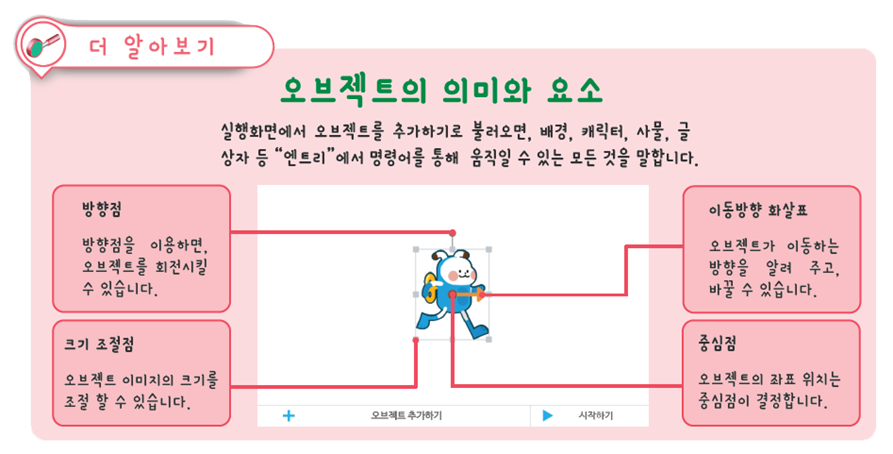 더 알아보기
오브젝트의 의미와 요소
실행화면에서 오브젝트를 추가하기로 불러오면, 배경, 캐릭터, 사물, 글
상자 등 “엔트리”에서 명령어를 통해 움직일 수 있는 모든 것을 말합니다.
방향점
방향점을 이용하면,
오브젝트를 회전시킬
수 있습니다.
이동방향 화살표
오브젝트가 이동하는
방향을 알려 주고,
바꿀 수 있습니다.
크기 조절점
오브젝트 이미지의 크기를
조절 할 수 있습니다.
중심점
오브젝트의 좌표 위치는
중심점이 결정합니다.
+ 오브젝트 추가하기
시작하기